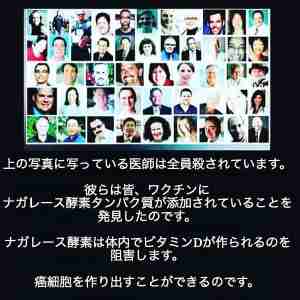 上の写真に写っている医師は全員殺されています。
彼らは皆、ワクチンに
ナガレース酵素タンパク質が添加されていることを
発見したのです。
ナガレース酵素は体内でビタミンDが作られるのを
阻害します。
癌細胞を作り出すことができるのです。